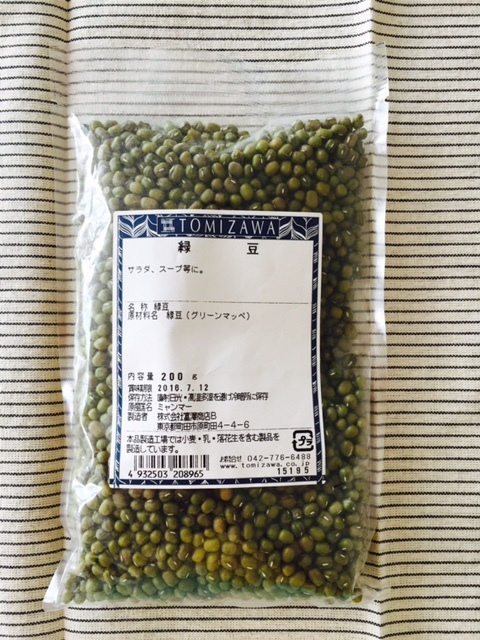 TOMIZAWA
緑 豆
サラダ、スープ等に。
名 称 緑豆
原材料名 緑豆（グリーンマッペ）
内容量 200 g
賞味期限 2016.7.12
保存方法 直射日光・高温多湿を避け冷暗所に保存
原産国名 ミャンマー
製造者 株式会社富澤商店B
東京都町田市原町田4-4-6
本品製造工場では小麦・乳・落花生を含む製品を
製造しています。
プラ
お問合せ 042-776-6488
www.tomizawa.co.jp
15195
4 932503 208965